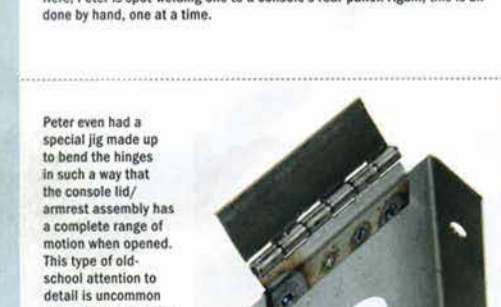 here, Peter is spot-welding one to a console's rear panel. Again, this is all
done by hand, one at a time.
Peter even had a
special jig made up
to bend the hinges
in such a way that
the console lid/
armrest assembly has
a complete range of
motion when opened.
This type of old-
school attention to
detail is uncommon